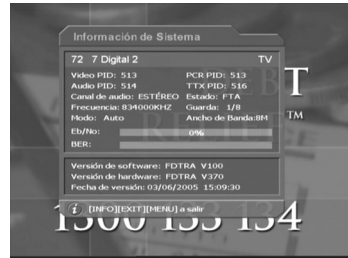 Información de Sistema
72 7 Digital 2 TV
Video PID: 513 PCR PID: 513
Audio PID: 514 TTX PID: 516
Canal de audio: ESTÉREO Estado: FTA
Frecuencia: 834000KHZ Guarda: 1/8
Modo: Auto Ancho de Banda:8M
Eb/No: 0%
BER:
Versión de software: FDTRA V100
Versión de hardware: FDTRA V370
Fecha de versión: 03/06/2005 15:09:30
i [INFO][EXIT][MENU] a salir
T
TM